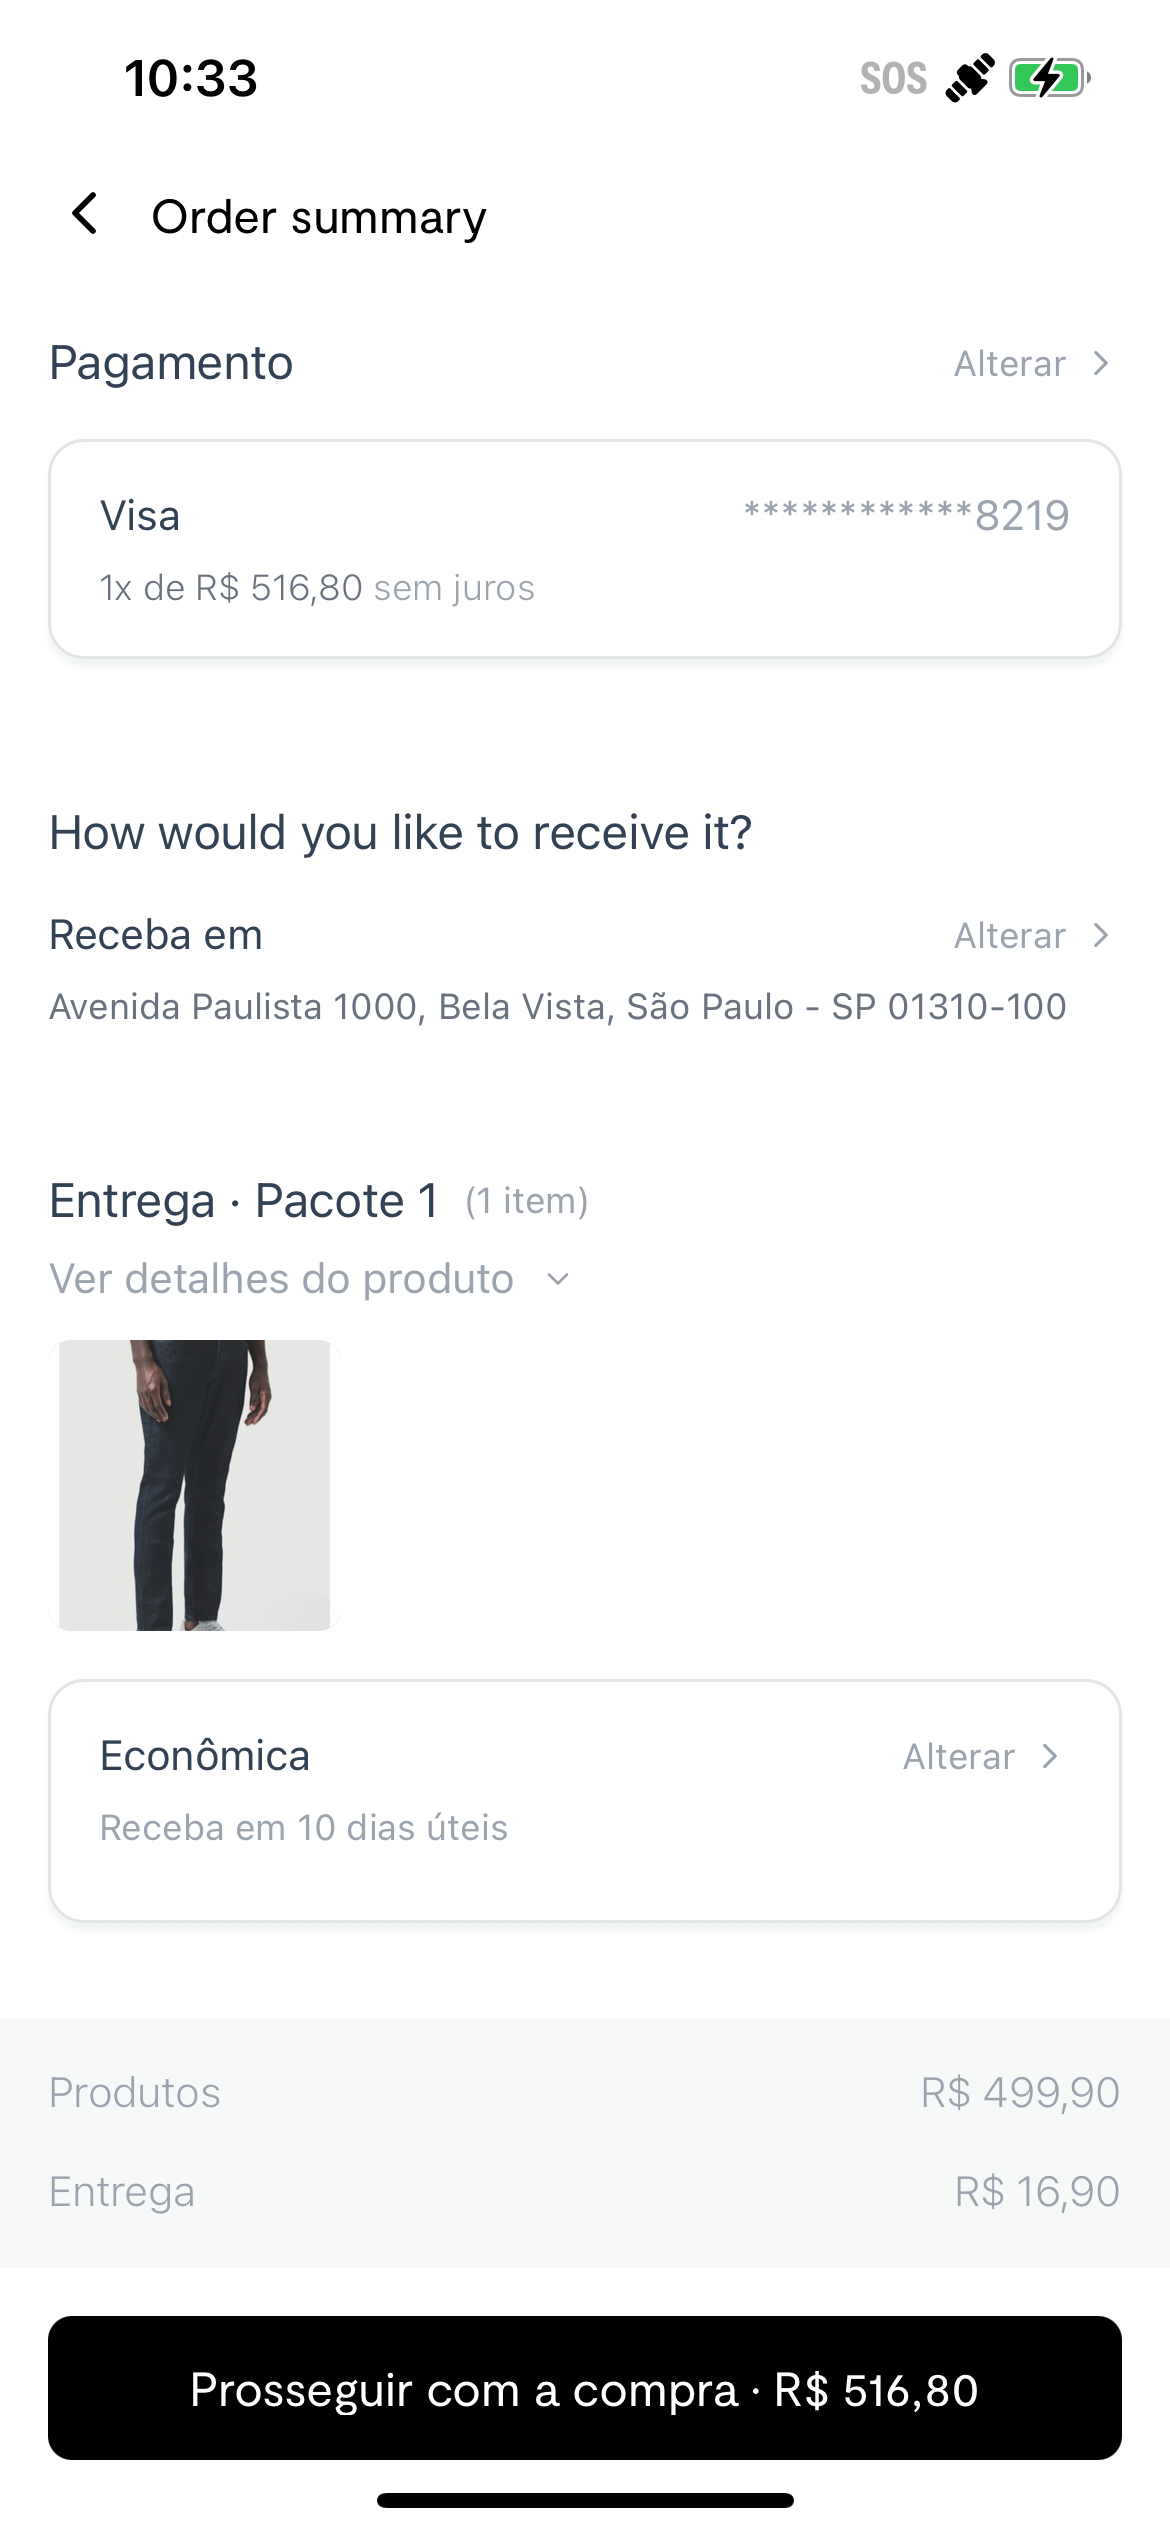 10:33 SOS
Order summary
Pagamento Alterar
Visa ************8219
1x de R$ 516,80 sem juros
How would you like to receive it?
Receba em Alterar
Avenida Paulista 1000, Bela Vista, São Paulo - SP 01310-100
Entrega · Pacote 1 (1 item)
Ver detalhes do produto
Econômica Alterar
Receba em 10 dias úteis
Produtos R$ 499,90
Entrega R$ 16,90
Prosseguir com a compra · R$ 516,80